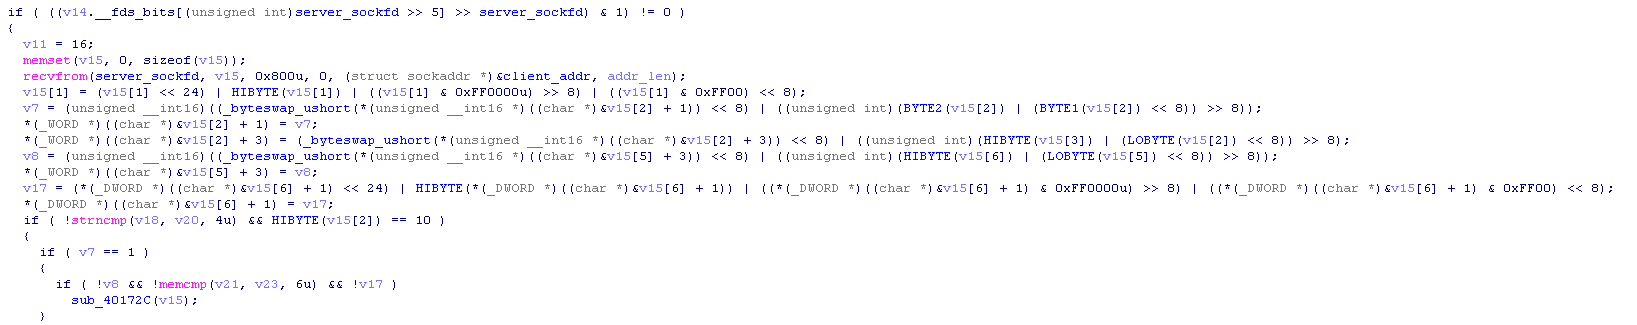 if ( ((v14.__fds_bits[(unsigned int)server_sockfd >> 5] >> server_sockfd) & 1) != 0 )
{
v11 = 16;
memset(v15, 0, sizeof(v15));
recvfrom(server_sockfd, v15, 0x800u, 0, (struct sockaddr *)&client_addr, addr_len);
v15[1] = (v15[1] << 24) | HIBYTE(v15[1]) | ((v15[1] & 0xFF0000u) >> 8) | ((v15[1] & 0xFF00) << 8);
v7 = (unsigned __int16)((_byteswap_ushort(*(unsigned __int16 *)((char *)&v15[2] + 1)) << 8) | ((unsigned int)(BYTE2(v15[2]) | (BYTE1(v15[2]) << 8)) >> 8));
*(_WORD *)((char *)&v15[2] + 1) = v7;
*(_WORD *)((char *)&v15[2] + 3) = (_byteswap_ushort(*(unsigned __int16 *)((char *)&v15[2] + 3)) << 8) | ((unsigned int)(HIBYTE(v15[3]) | (LOBYTE(v15[2]) << 8)) >> 8);
v8 = (unsigned __int16)((_byteswap_ushort(*(unsigned __int16 *)((char *)&v15[5] + 3)) << 8) | ((unsigned int)(HIBYTE(v15[6]) | (LOBYTE(v15[5]) << 8)) >> 8));
*(_WORD *)((char *)&v15[5] + 3) = v8;
v17 = (*(_DWORD *)((char *)&v15[6] + 1) << 24) | HIBYTE(*(_DWORD *)((char *)&v15[6] + 1)) | ((*(_DWORD *)((char *)&v15[6] + 1) & 0xFF0000u) >> 8) | ((*(_DWORD *)((char *)&v15[6] + 1) & 0xFF00) << 8);
*(_DWORD *)((char *)&v15[6] + 1) = v17;
if ( !strncmp(v18, v20, 4u) && HIBYTE(v15[2]) == 10 )
{
if ( v7 == 1 )
{
if ( !v8 && !memcmp(v21, v23, 6u) && !v17 )
sub_40172C(v15);
}